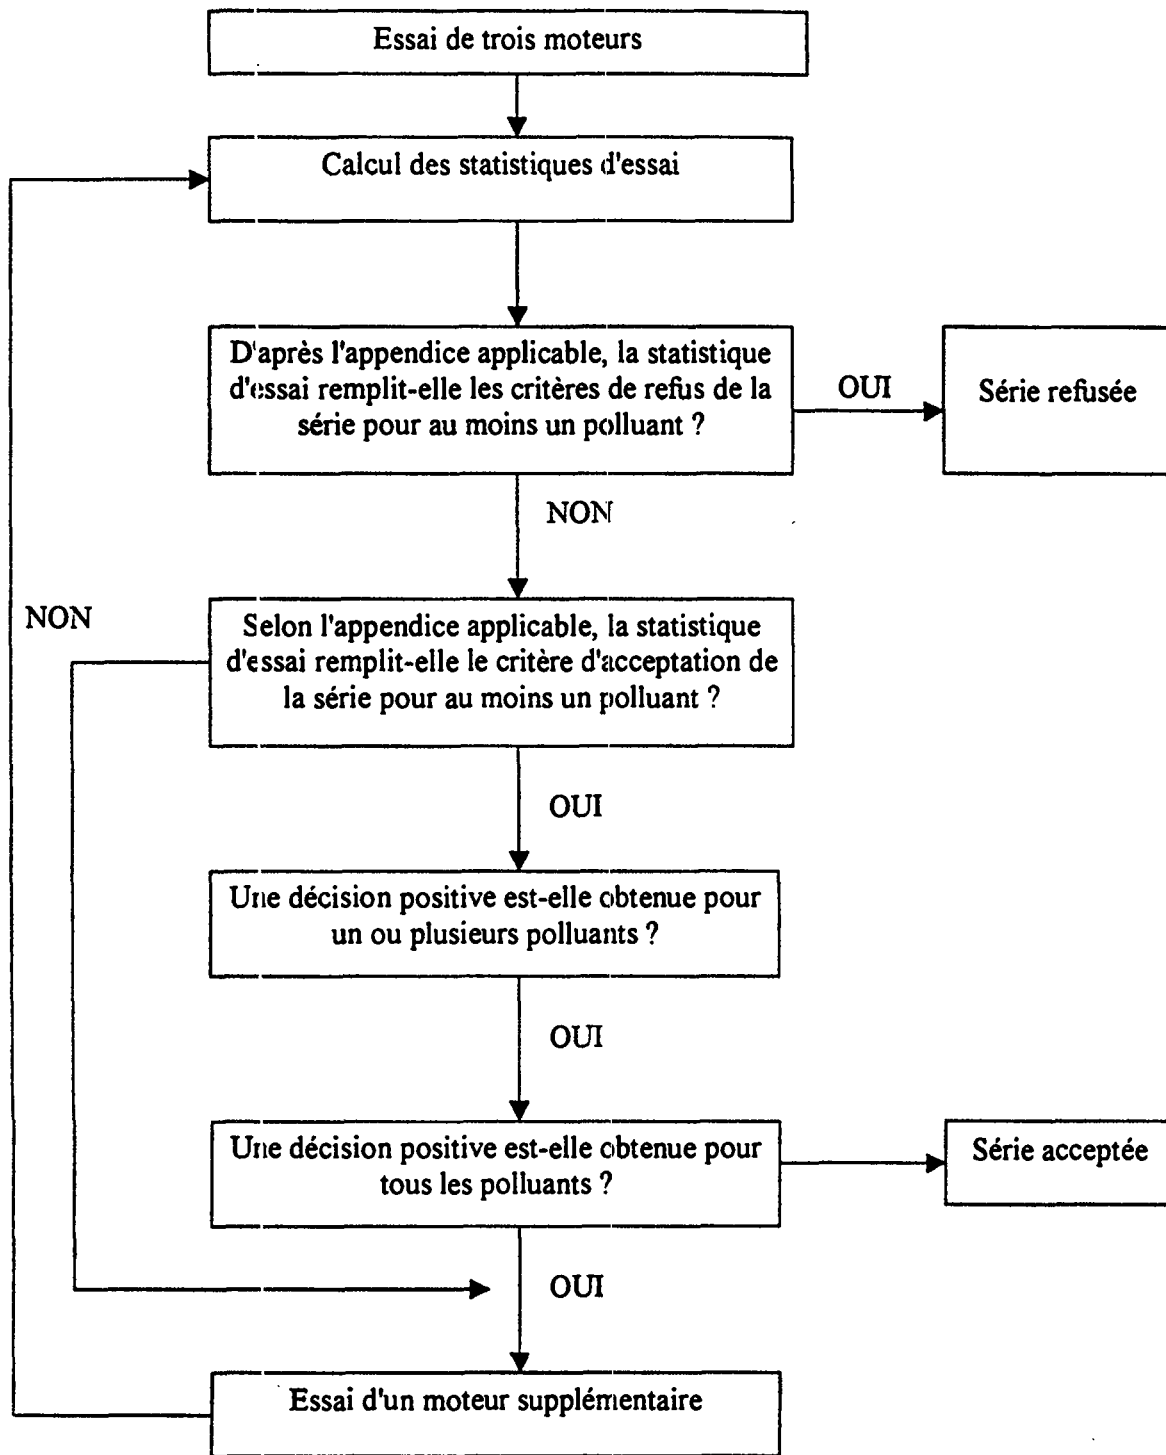 Essai de trois moteurs
Calcul des statistiques d'essai
D'après l'appendice applicable, la statistique
d'essai remplit-elle les critères de refus de la
série pour au moins un polluant ?
OUI
Série refusée
NON
NON
Selon l'appendice applicable, la statistique
d'essai remplit-elle le critère d'acceptation de
la série pour au moins un polluant ?
OUI
Une décision positive est-elle obtenue pour
un ou plusieurs polluants ?
OUI
Une décision positive est-elle obtenue pour
tous les polluants ?
Série acceptée
OUI
Essai d'un moteur supplémentaire